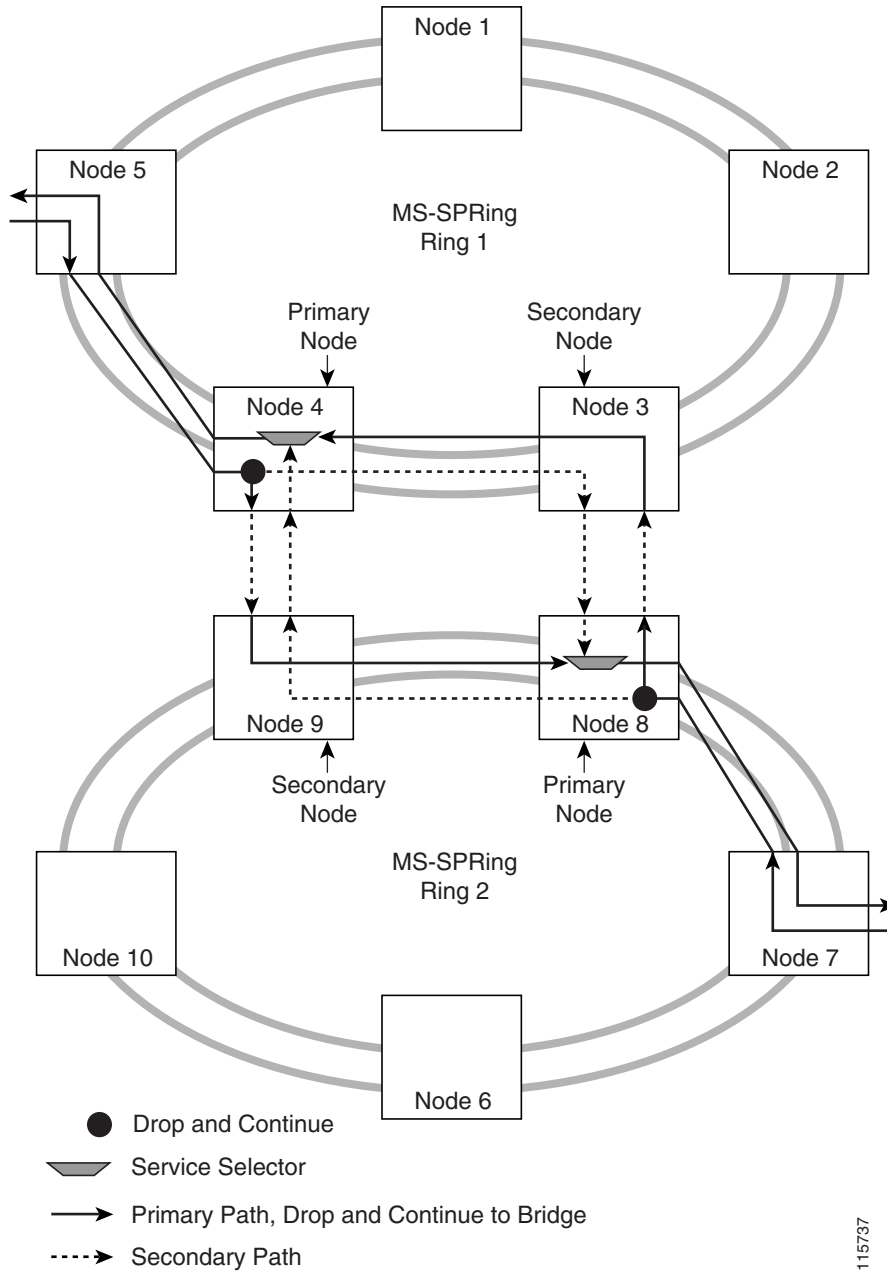 Node 1
Node 5
Node 2
MS-SPRing
Ring 1
Primary
Node
Secondary
Node
Node 4
Node 3
Node 9
Node 8
Secondary
Node
Primary
Node
MS-SPRing
Ring 2
Node 10
Node 7
Node 6
Drop and Continue
Service Selector
Primary Path, Drop and Continue to Bridge
Secondary Path
115737